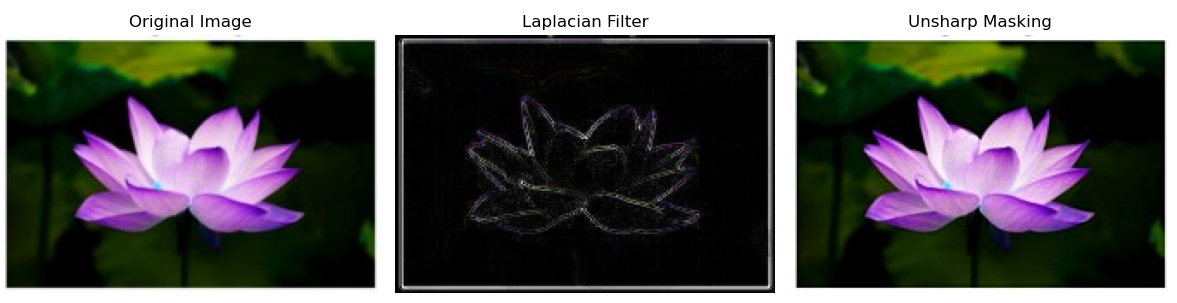 Original Image
Laplacian Filter
Unsharp Masking